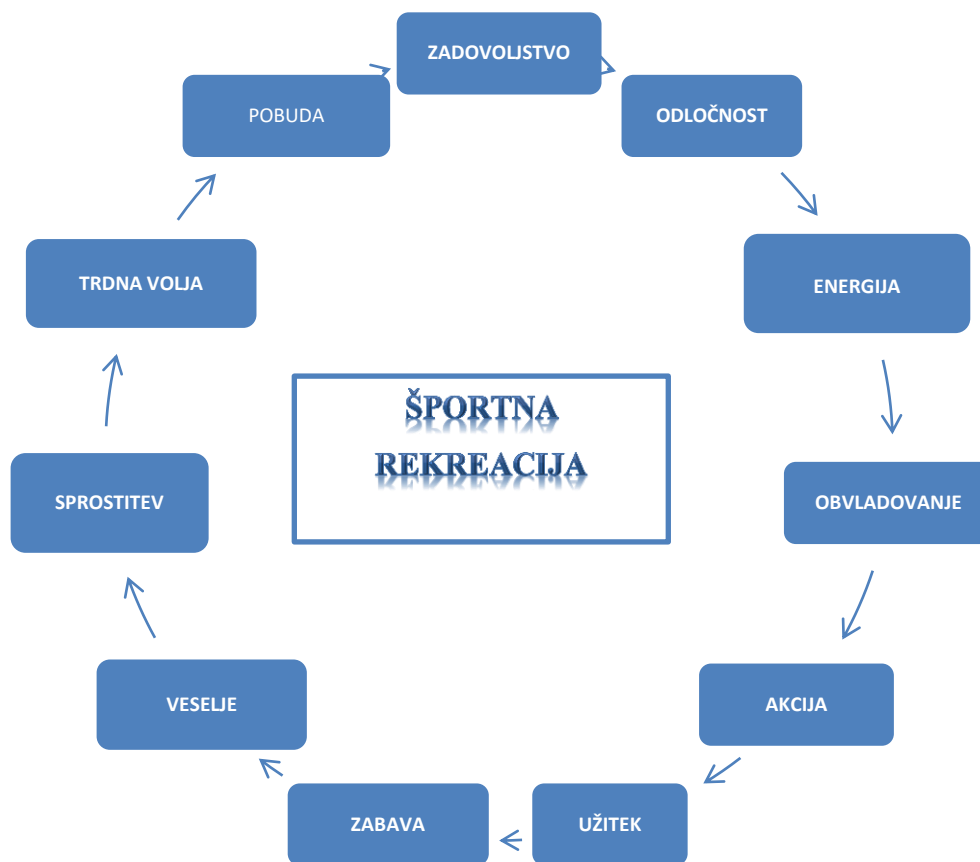 ZADOVOLJSTVO
ODLOČNOST
ENERGIJA
OBVLADOVANJE
AKCIJA
UŽITEK
ZABAVA
VESELJE
SPROSTITEV
TRDNA VOLJA
POBUDA
ŠPORTNA
REKREACIJA